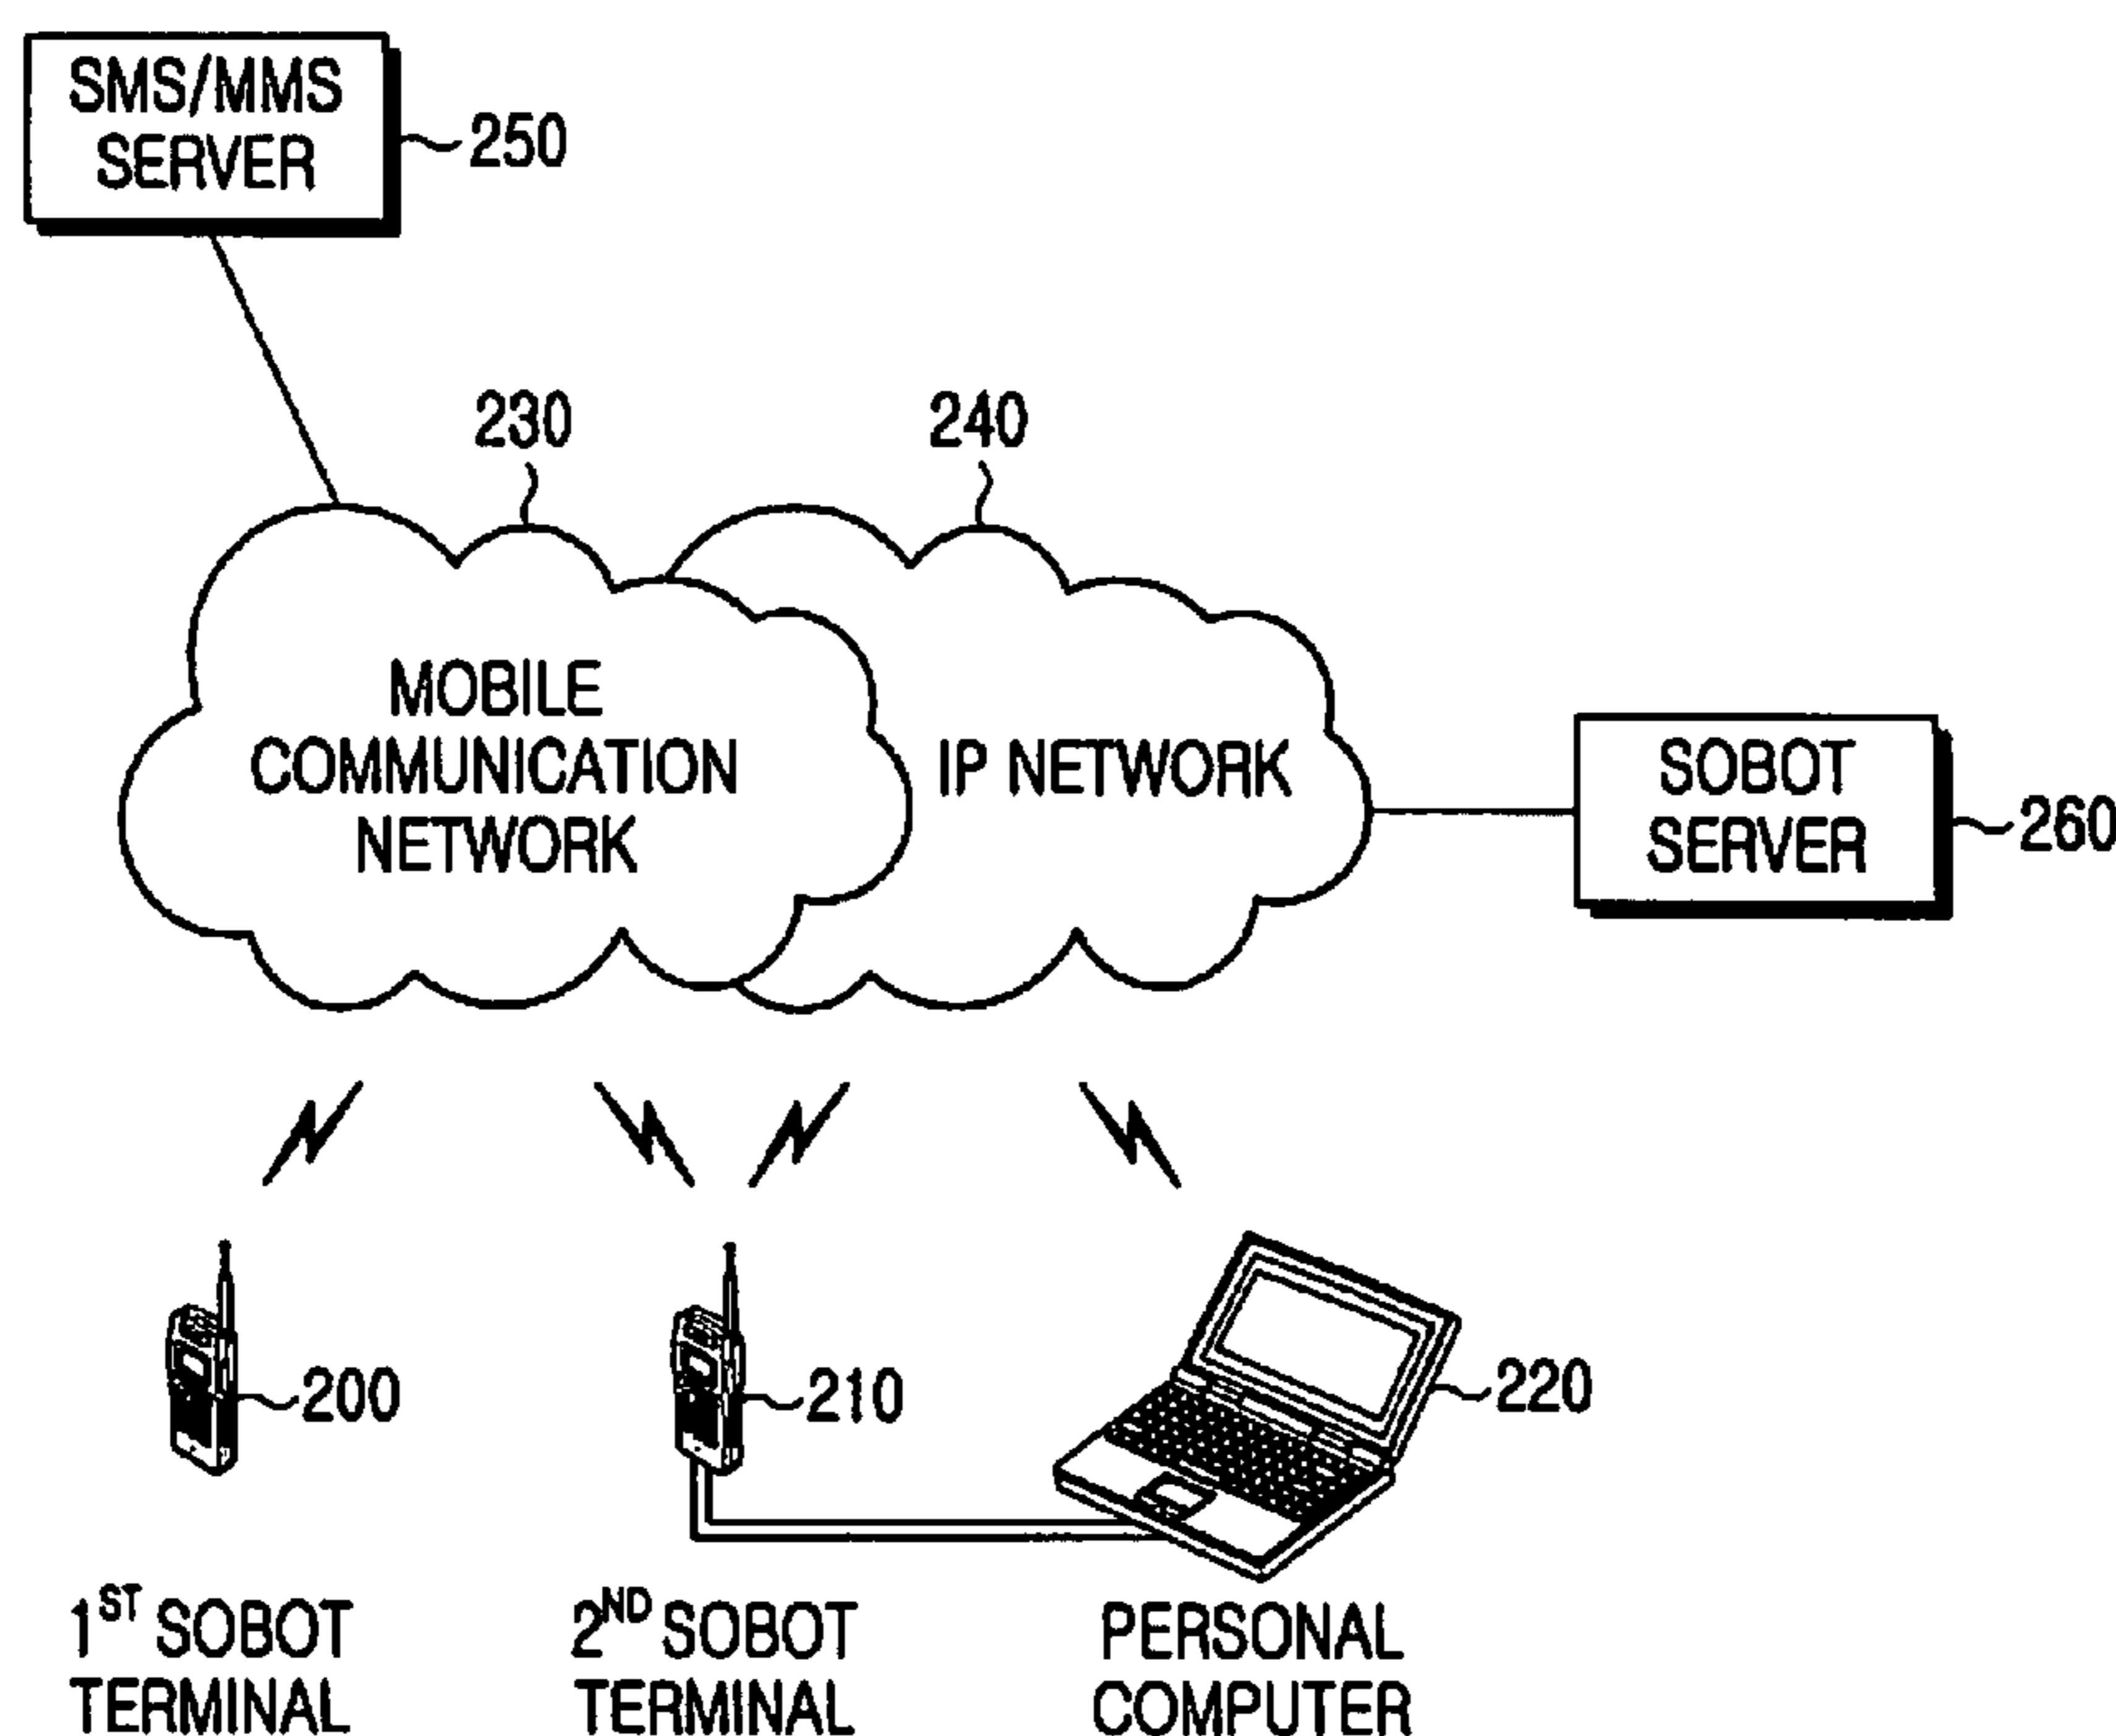 SMS/MMS
SERVER
250
230
240
MOBILE
COMMUNICATION
NETWORK
IP NETWORK
SOBOT
SERVER
260
200
210
220
1ST SOBOT
TERMINAL
2ND SOBOT
TERMINAL
PERSONAL
COMPUTER